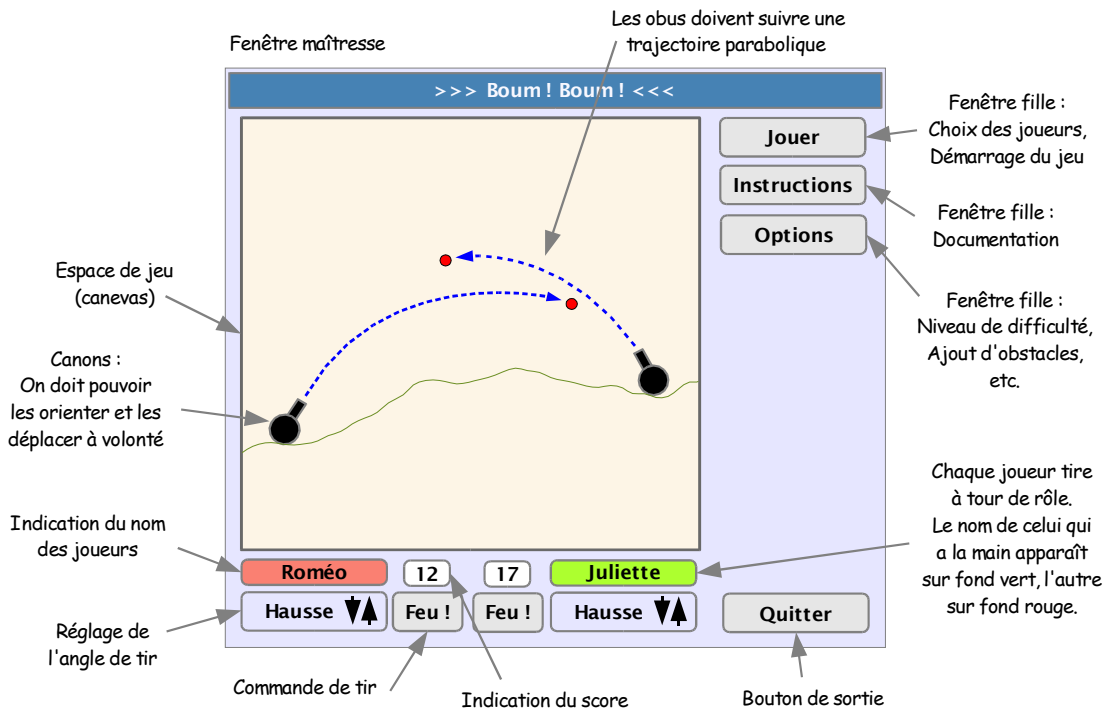 Les obus doivent suivre une
trajectoire parabolique
Fenêtre maîtresse
>>> Boum ! Boum ! <<<
Jouer
Fenêtre fille :
Choix des joueurs,
Démarrage du jeu
Instructions
Fenêtre fille :
Documentation
Options
Fenêtre fille :
Niveau de difficulté,
Ajout d'obstacles,
etc.
Espace de jeu
(canevas)
Canons :
On doit pouvoir
les orienter et les
déplacer à volonté
Chaque joueur tire
à tour de rôle.
Le nom de celui qui
a la main apparaît
sur fond vert, l'autre
sur fond rouge.
Indication du nom
des joueurs
Roméo
12
17
Juliette
Hausse
Feu !
Feu !
Hausse
Quitter
Réglage de
l'angle de tir
Commande de tir
Indication du score
Bouton de sortie